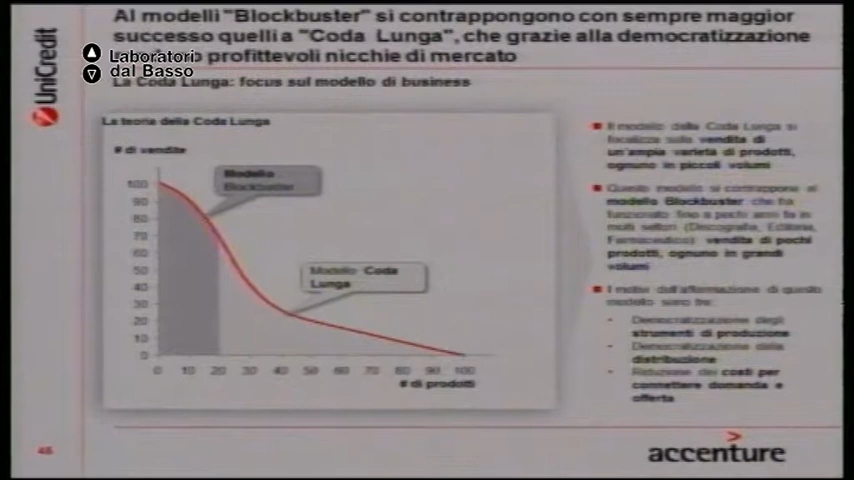 Al modelli "Blockbuster" si contrappongono con sempre maggior
successo quelli a "Coda Lunga", che grazie alla democratizzazione
profittevoli nicchie di mercato
UniCredit
Laboratori
dal Basso
La Coda Lunga: focus sul modello di business
La teoria della Coda Lunga
# di vendite
Modello
Blockbuster
Modello Coda
Lunga
100
90
80
70
60
50
40
30
20
10
0
0 10 20 30 40 50 60 70 80 90 100
# di prodotti
Il modello della Coda Lunga si
focalizza sulla vendita di
un'ampia varietà di prodotti,
ognuno in piccoli volumi
Questo modello si contrappone al
modello Blockbuster che ha
funzionato fino a pochi anni fa in
molti settori (Discografia, Editoria,
Farmaceutico): vendita di pochi
prodotti, ognuno in grandi
volumi
I motivi dell'affermazione di questo
modello sono tre:
- Democratizzazione degli
strumenti di produzione
- Democratizzazione della
distribuzione
- Riduzione dei costi per
connettere domanda e
offerta
accenture